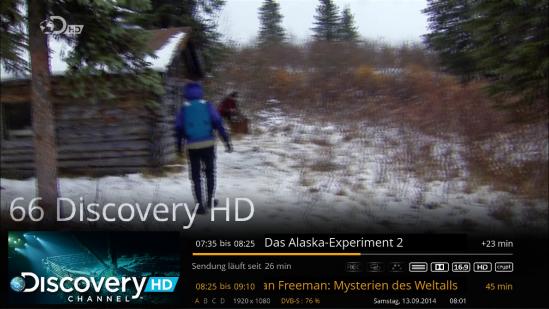 D HD
66 Discovery HD
07:35 bis 08:25 Das Alaska-Experiment 2 +23 min
Sendung läuft seit 26 min
REC 16:9 HD crypt
08:25 bis 09:10 an Freeman: Mysterien des Weltalls 45 min
A B C D 1920 x 1080 DVB-S : 76 % Samstag, 13.09.2014 08:01
Discovery HD
CHANNEL